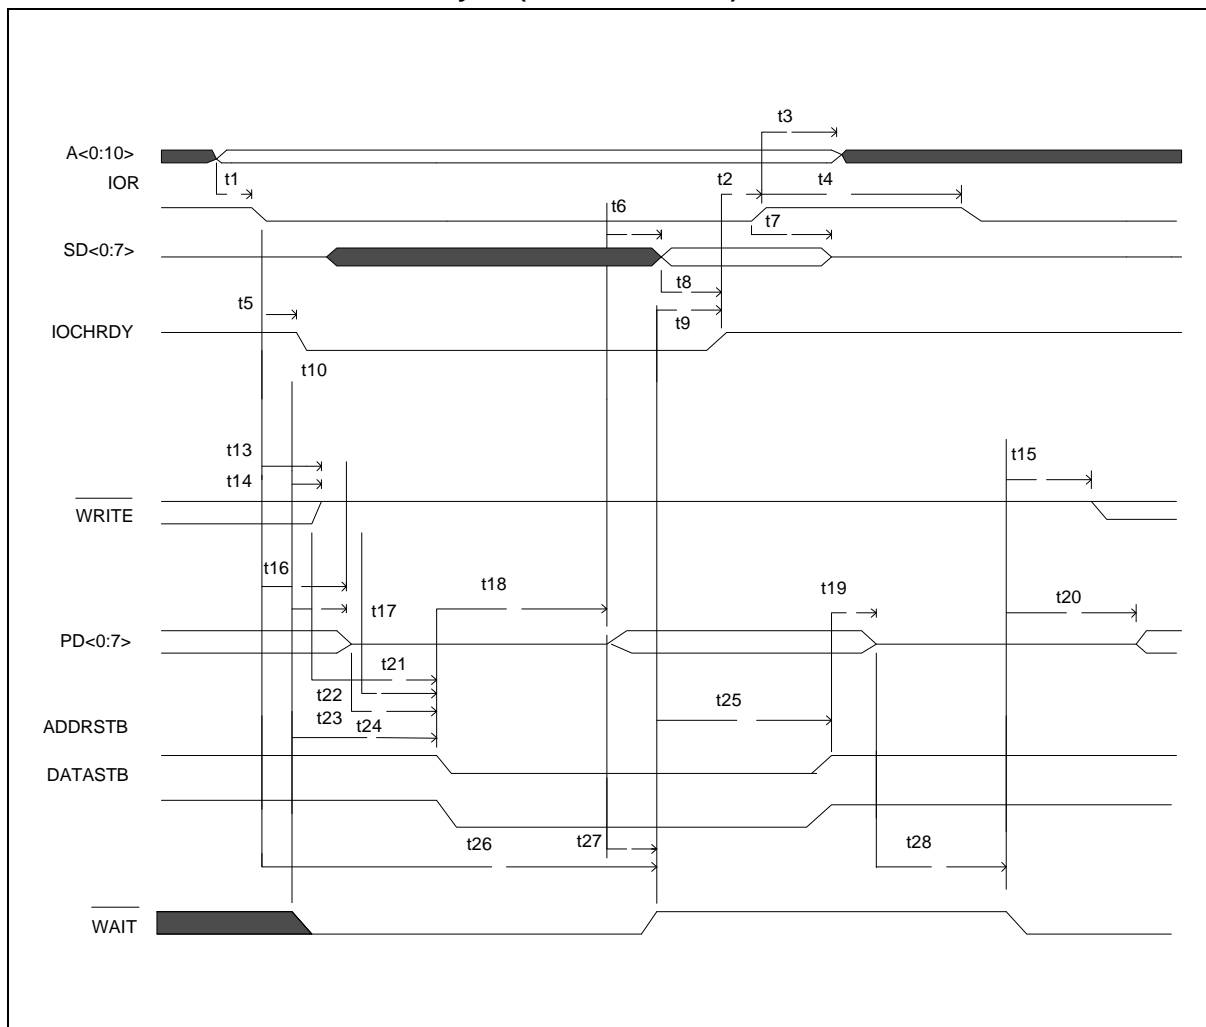 t3
A<0:10>
IOR
t1
t2
t4
t6
t7
SD<0:7>
t8
t5
t9
IOCHRDY
t10
t13
t14
t15
WRITE
t16
t17
t18
t19
t20
PD<0:7>
t21
t22
t23
t24
t25
ADDRSTB
DATASTB
t26
t27
t28
WAIT